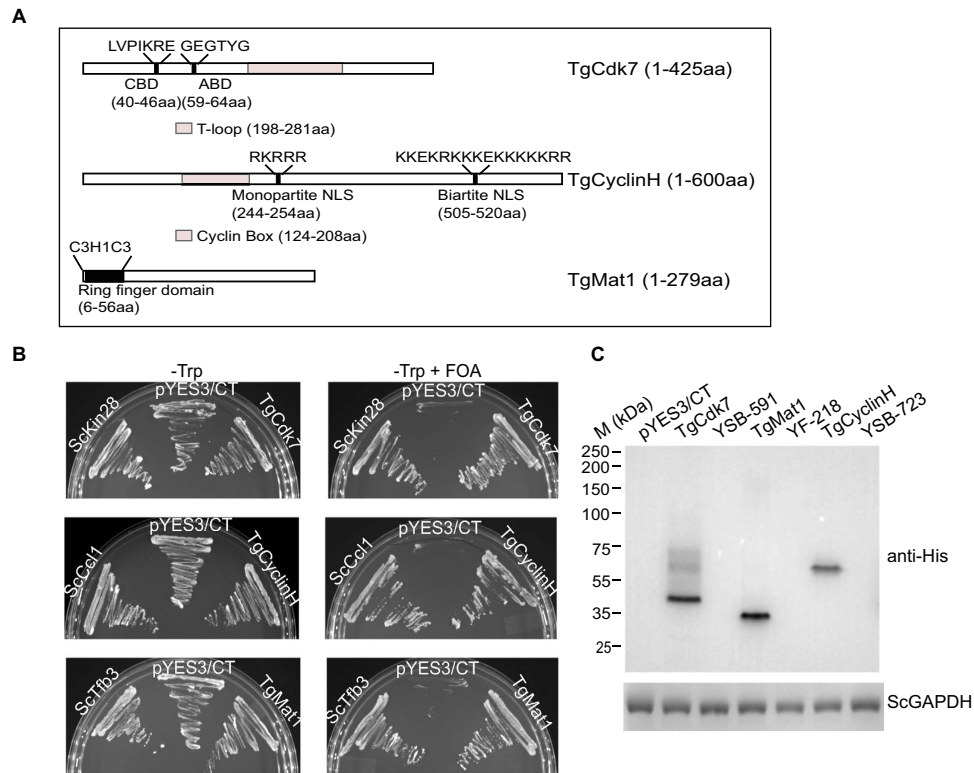 A
LVPIKRE GEGTYG
TgCdk7 (1-425aa)
CBD ABD
(40-46aa)(59-64aa)
T-loop (198-281aa)
RKRRR KKEKRKKKEKKKKKRR
TgCyclinH (1-600aa)
Monopartite NLS Biartite NLS
(244-254aa) (505-520aa)
Cyclin Box (124-208aa)
C3H1C3
TgMat1 (1-279aa)
Ring finger domain
(6-56aa)
B
-Trp -Trp + FOA
ScKin28 pYES3/CT TgCdk7 ScKin28 pYES3/CT TgCdk7
ScCcl1 pYES3/CT TgCyclinH ScCcl1 pYES3/CT TgCyclinH
ScTfb3 pYES3/CT TgMat1 ScTfb3 pYES3/CT TgMat1
C
M (kDa) pYES3/CT TgCdk7 YSB-591 TgMat1 YF-218 TgCyclinH YSB-723
250
200
150
100
75
anti-His
55
35
25
ScGAPDH